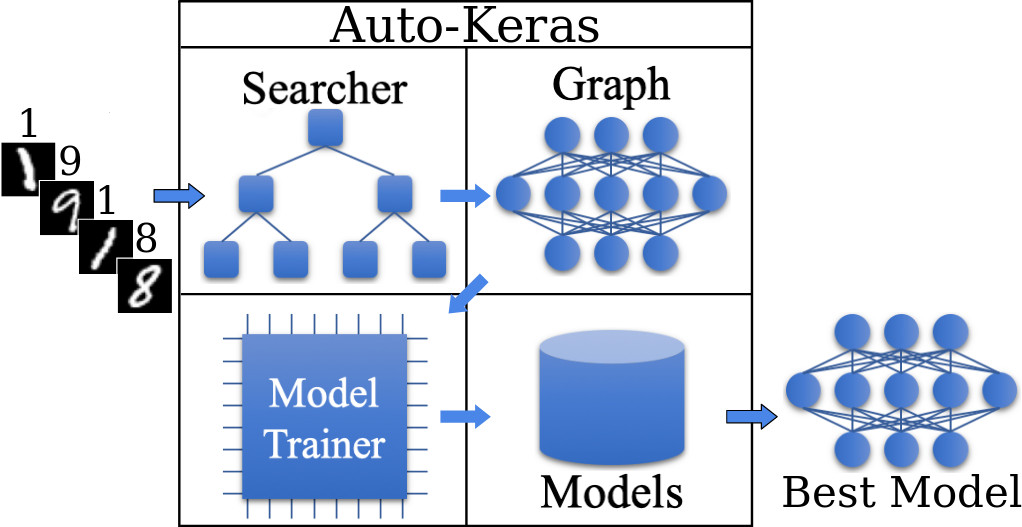 Auto-Keras
Searcher
Graph
1
9
1
8
Model
Trainer
Models
Best Model